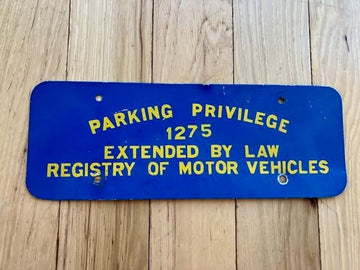 PARKING PRIVILEGE
1275
EXTENDED BY LAW
REGISTRY OF MOTOR VEHICLES